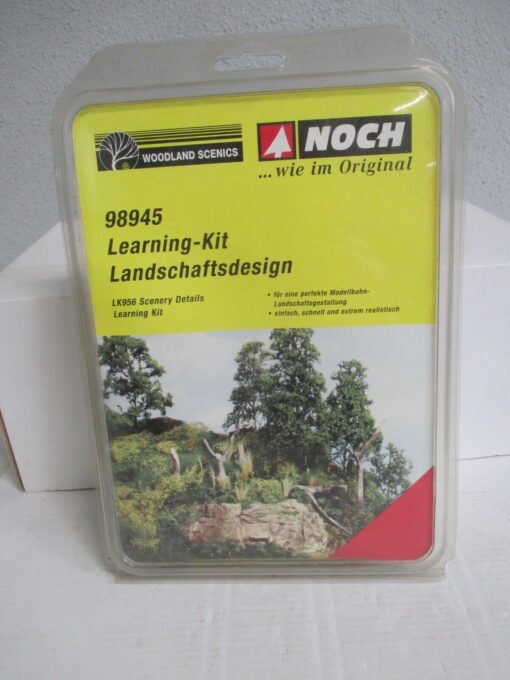 WOODLAND SCENICS
NOCH
...wie im Original
98945
Learning-Kit
Landschaftsdesign
LK956 Scenery Details
Learning Kit
• für eine perfekte Modellbahn-
Landschaftsgestaltung
• einfach, schnell und extrem realistisch